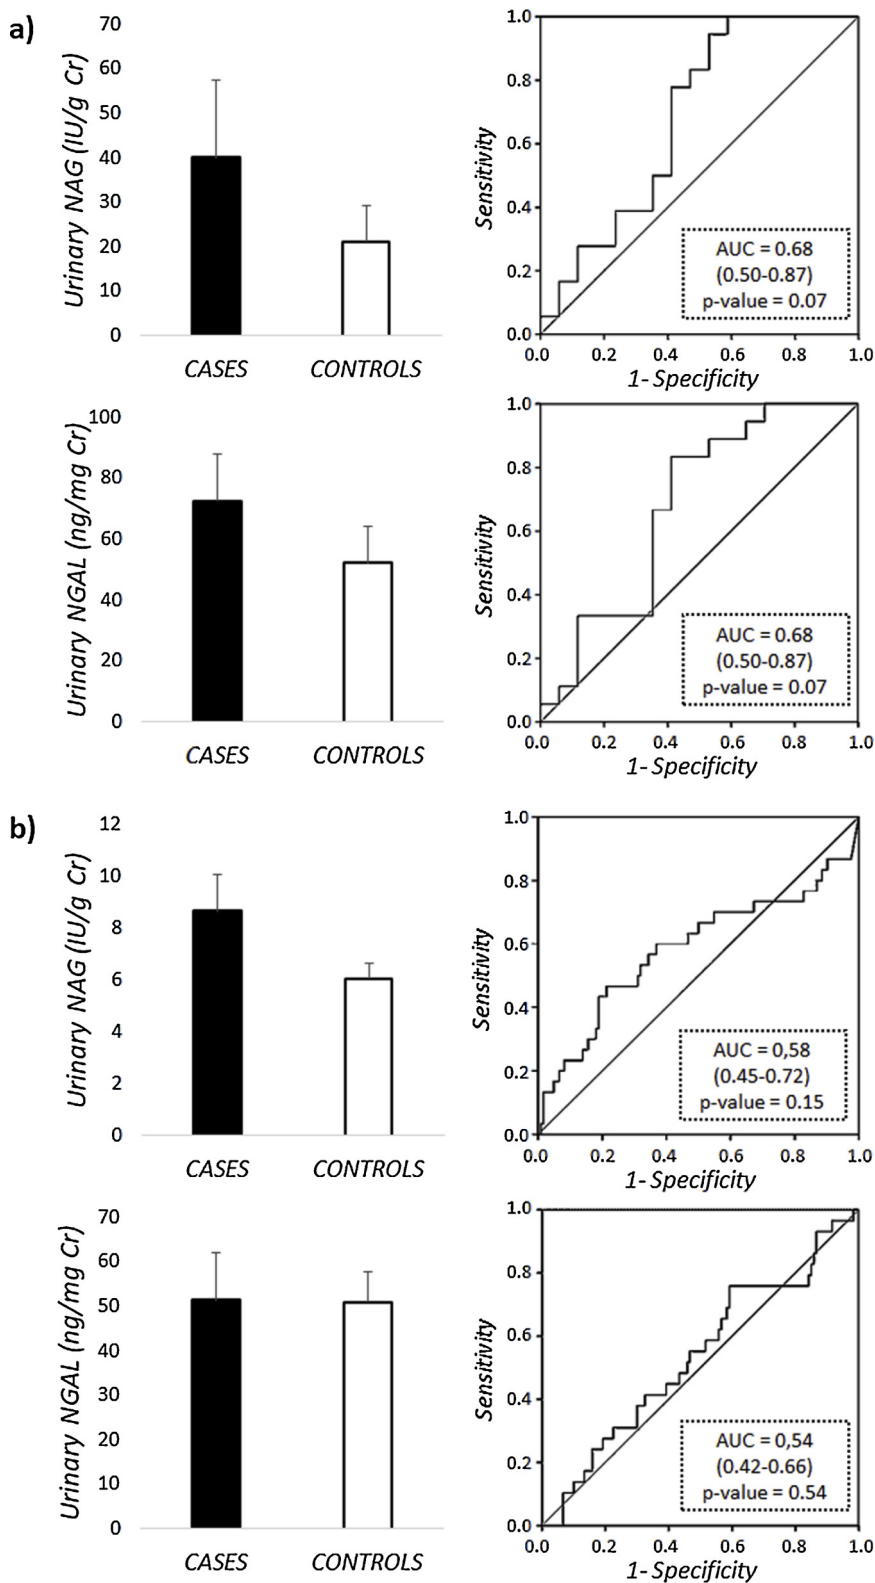 a)
Urinary NAG (IU/g Cr)
70
60
50
40
30
20
10
0
CASES CONTROLS
Sensitivity
1.0
0.8
0.6
0.4
0.2
0.0
AUC = 0.68
(0.50-0.87)
p-value = 0.07
0.0 0.2 0.4 0.6 0.8 1.0
1- Specificity
Urinary NGAL (ng/mg Cr)
100
80
60
40
20
0
CASES CONTROLS
Sensitivity
1.0
0.8
0.6
0.4
0.2
0.0
AUC = 0.68
(0.50-0.87)
p-value = 0.07
0.0 0.2 0.4 0.6 0.8 1.0
1- Specificity
b)
Urinary NAG (IU/g Cr)
12
10
8
6
4
2
0
CASES CONTROLS
Sensitivity
1.0
0.8
0.6
0.4
0.2
0.0
AUC = 0,58
(0.45-0.72)
p-value = 0.15
0.0 0.2 0.4 0.6 0.8 1.0
1- Specificity
Urinary NGAL (ng/mg Cr)
70
60
50
40
30
20
10
0
CASES CONTROLS
Sensitivity
1.0
0.8
0.6
0.4
0.2
0.0
AUC = 0,54
(0.42-0.66)
p-value = 0.54
0.0 0.2 0.4 0.6 0.8 1.0
1- Specificity